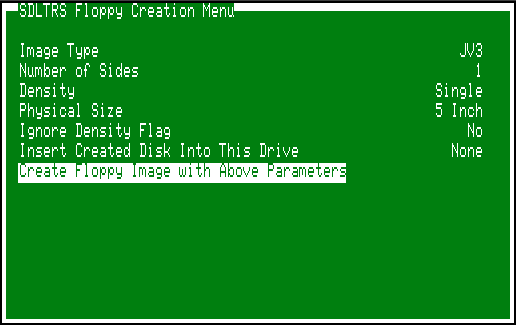 SDLTRS Floppy Creation Menu
Image Type JV3
Number of Sides 1
Density Single
Physical Size 5 Inch
Ignore Density Flag No
Insert Created Disk Into This Drive None
Create Floppy Image with Above Parameters